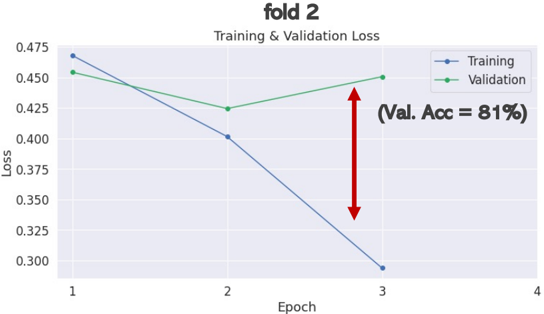 fold 2
Training & Validation Loss
0.475
0.450
0.425
0.400
0.375
0.350
0.325
0.300
Loss
Training
Validation
(Val. Acc = 81%)
1 2 3 4
Epoch